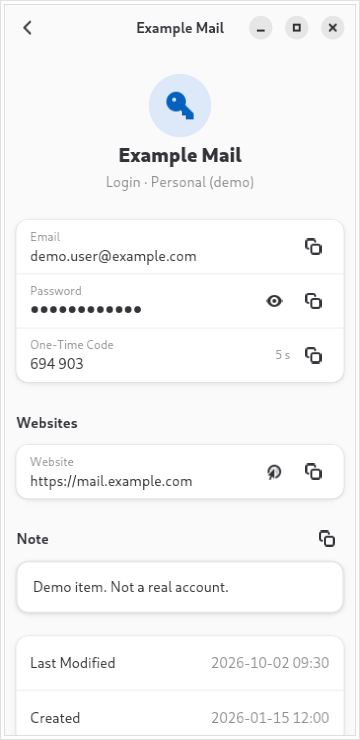 Example Mail
Example Mail
Login · Personal (demo)
Email
demo.user@example.com
Password
●●●●●●●●●●●●
One-Time Code
694 903
5 s
Websites
Website
https://mail.example.com
Note
Demo item. Not a real account.
Last Modified 2026-10-02 09:30
Created 2026-01-15 12:00